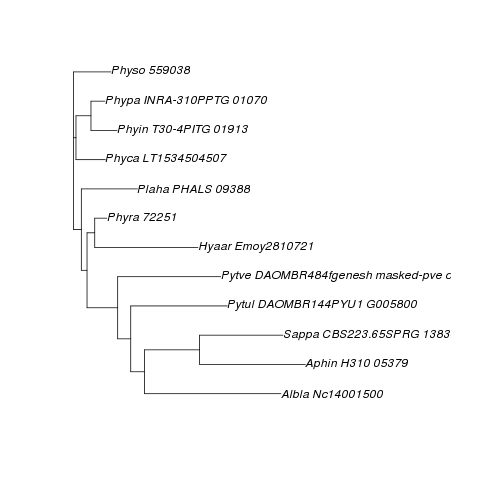 Physo 559038
Phypa INRA-310PPTG 01070
Phyin T30-4PITG 01913
Phyca LT1534504507
Plaha PHALS 09388
Phyra 72251
Hyaar Emoy2810721
Pytve DAOMBR484fgenesh masked-pve c
Pytul DAOMBR144PYU1 G005800
Sappa CBS223.65SPRG 1383
Aphin H310 05379
Albla Nc14001500